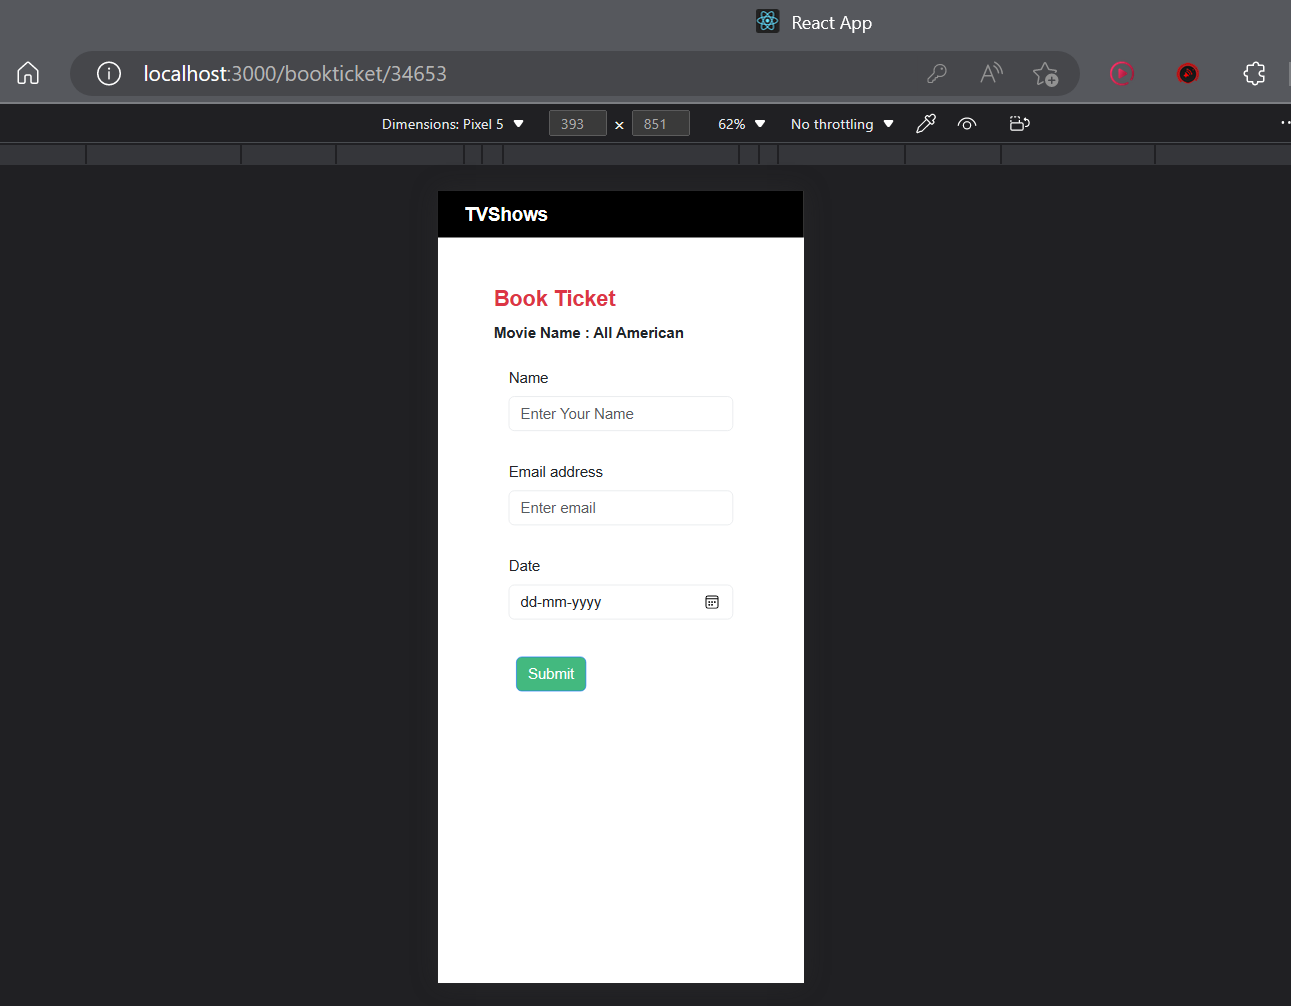 React App
localhost:3000/bookticket/34653
Dimensions: Pixel 5 393 × 851 62% No throttling
TVShows
Book Ticket
Movie Name : All American
Name
Enter Your Name
Email address
Enter email
Date
dd-mm-yyyy
Submit